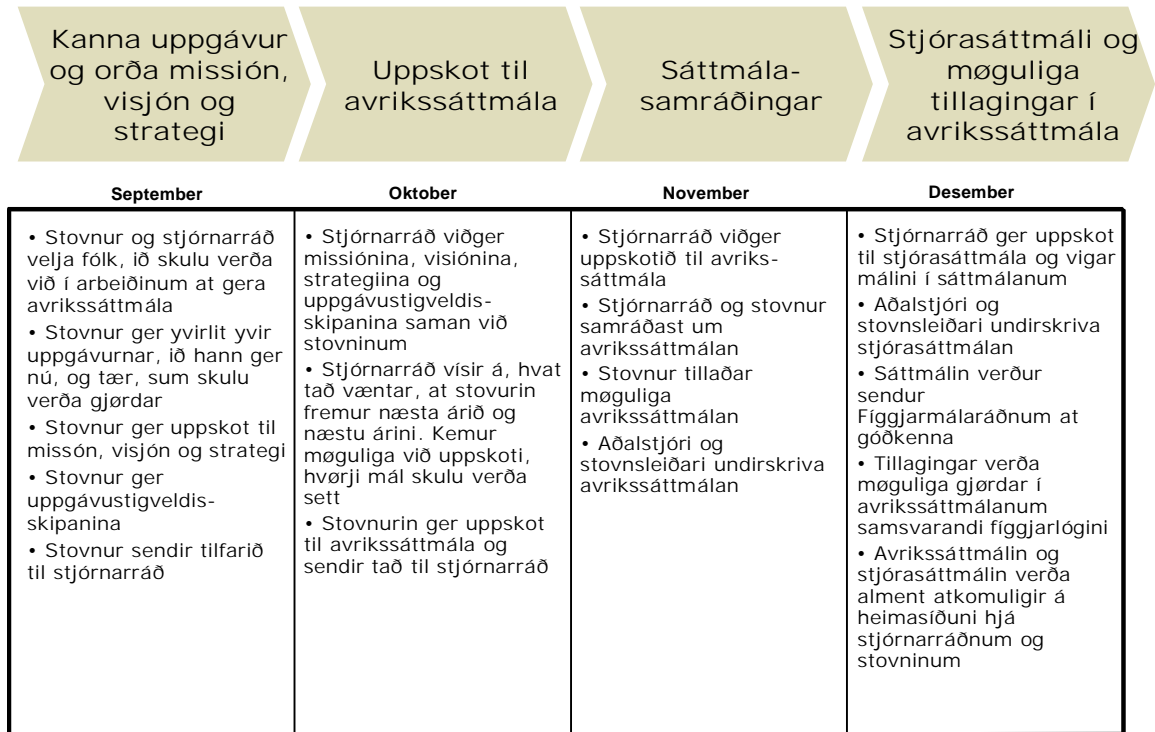 Kanna uppgávur
og orða missión,
visjón og
strategi
Uppskot til
avrikssáttmála
Sáttmála-
samráðingar
Stjórasáttmáli og
møguliga
tillagingar í
avrikssáttmála
September
Oktober
November
Desember
• Stovnur og stjórnarráð
velja fólk, ið skulu verða
við í arbeiðinum at gera
avrikssáttmála
• Stovnur ger yvirlit yvir
uppgávurnar, ið hann ger
nú, og tær, sum skulu
verða gjørdar
• Stovnur ger uppskot til
missón, visjón og strategi
• Stovnur ger
uppgávustigveldis-
skipanina
• Stovnur sendir tilfarið
til stjórnarráð
• Stjórnarráð viðger
missiónina, visiónina,
strategiina og
uppgávustigveldis-
skipanina saman við
stovninum
• Stjórnarráð vísir á, hvat
tað væntar, at stovurin
fremur næsta árið og
næstu árini. Kemur
møguliga við uppskoti,
hvørji mál skulu verða
sett
• Stovnurin ger uppskot
til avrikssáttmála og
sendir tað til stjórnarráð
• Stjórnarráð viðger
uppskotið til avriks-
sáttmála
• Stjórnarráð og stovnur
samráðast um
avrikssáttmálan
• Stovnur tillaðar
møguliga
avrikssáttmálan
• Aðalstjóri og
stovnsleiðari undirskriva
avrikssáttmálan
• Stjórnarráð ger uppskot
til stjórasáttmála og vigar
málini í sáttmálanum
• Aðalstjóri og
stovnsleiðari undirskriva
stjórasáttmálan
• Sáttmálin verður
sendur
Fíggjarmálaráðnum at
góðkenna
• Tillagingar verða
møguliga gjørdar í
avrikssáttmálanum
samsvarandi fíggjarlógini
• Avrikssáttmálin og
stjórasáttmálin verða
alment atkomuligir á
heimasíðuni hjá
stjórnarráðnum og
stovninum